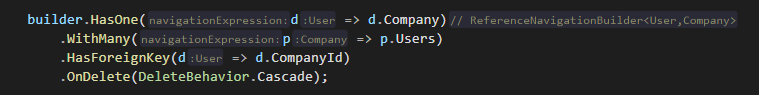 builder.HasOne(navigationExpression:d:User => d.Company)// ReferenceNavigationBuilder<User,Company>
.WithMany(navigationExpression:p:Company => p.Users)
.HasForeignKey(d:User => d.CompanyId)
.OnDelete(DeleteBehavior.Cascade);